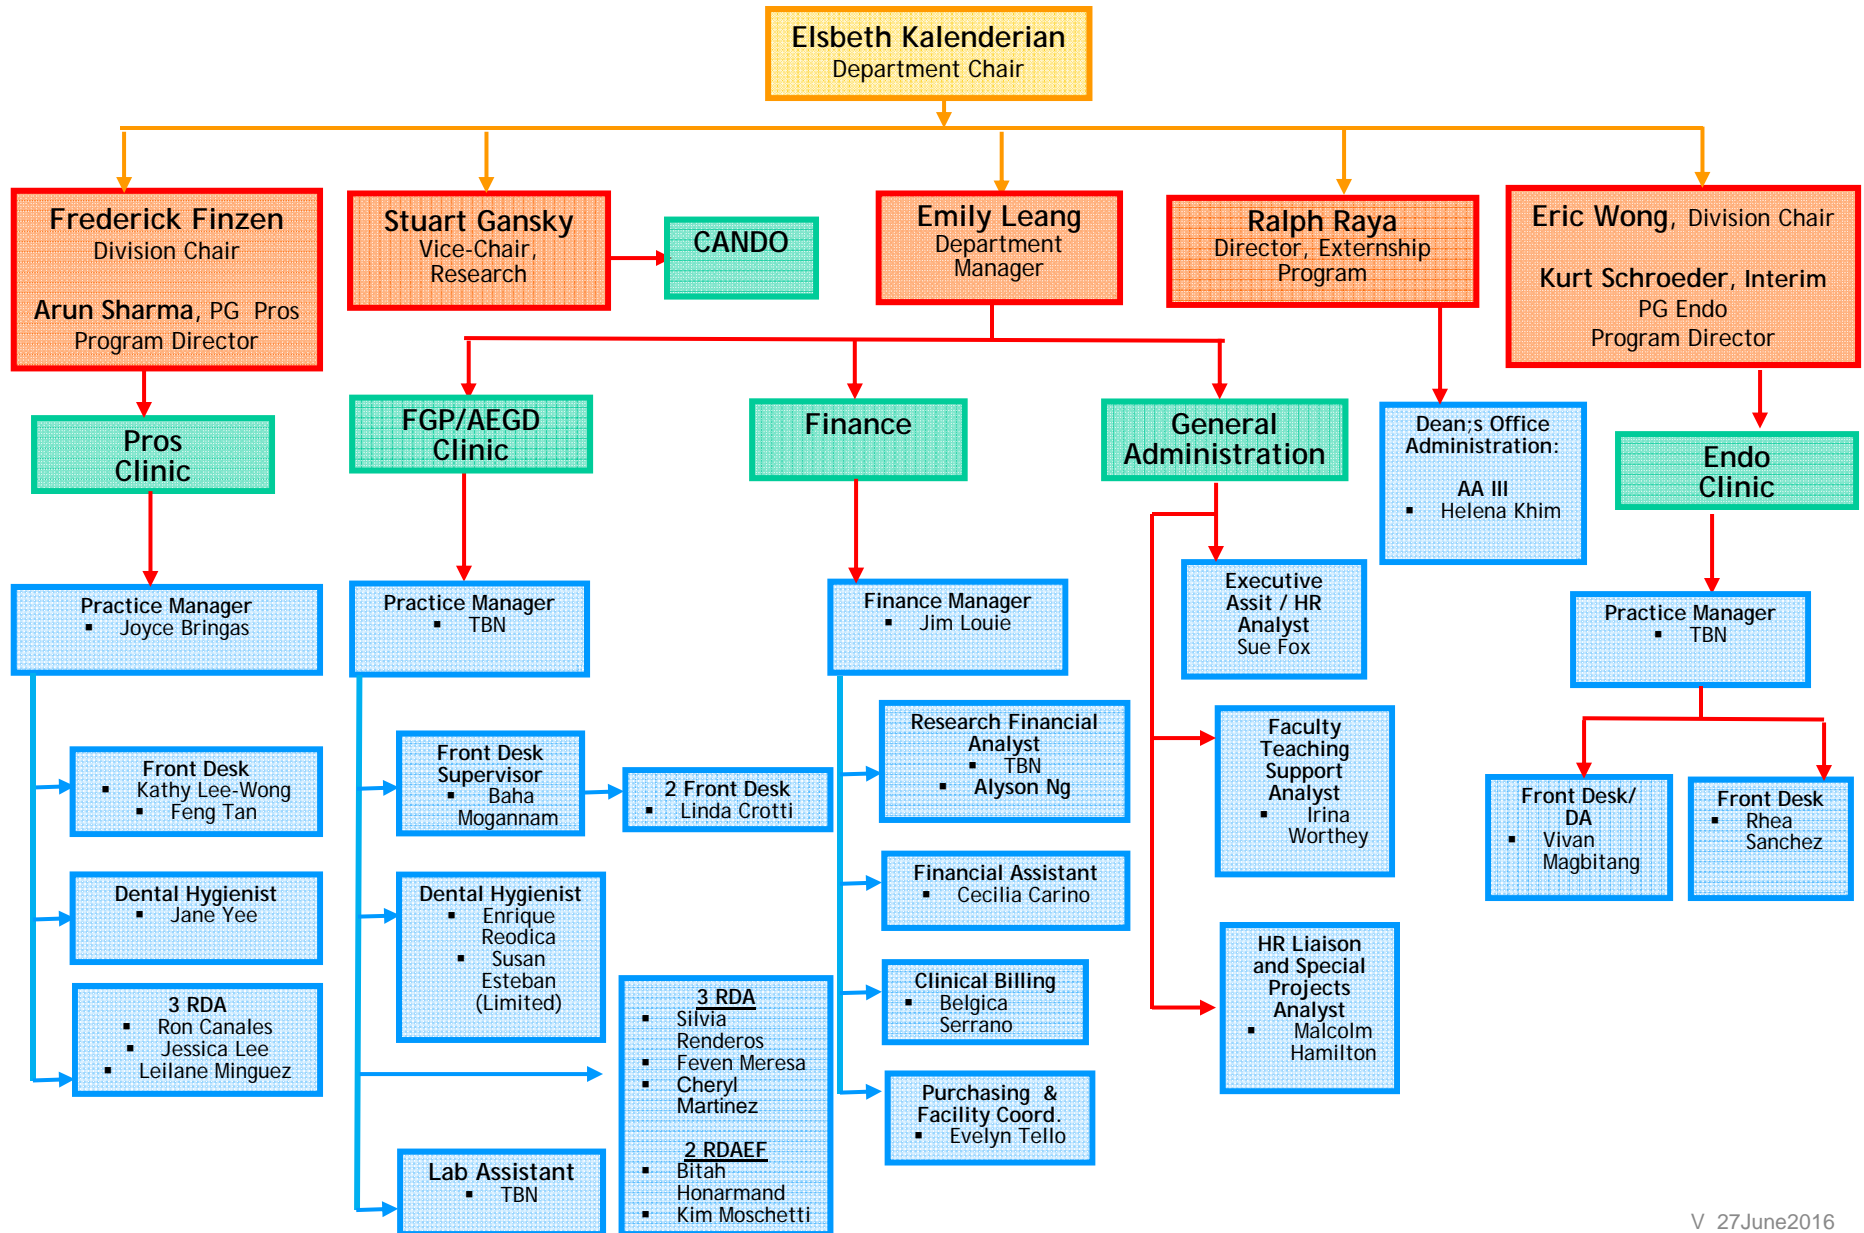 Elsbeth Kalenderian
Department Chair
Frederick Finzen
Division Chair
Arun Sharma, PG Pros
Program Director
Stuart Gansky
Vice-Chair,
Research
CANDO
Emily Leang
Department
Manager
Ralph Raya
Director, Externship
Program
Eric Wong, Division Chair
Kurt Schroeder, Interim
PG Endo
Program Director
Pros
Clinic
FGP/AEGD
Clinic
Finance
General
Administration
Dean;s Office
Administration:
AA III
▪ Helena Khim
Endo
Clinic
Practice Manager
▪ Joyce Bringas
Front Desk
▪ Kathy Lee-Wong
▪ Feng Tan
Dental Hygienist
▪ Jane Yee
3 RDA
▪ Ron Canales
▪ Jessica Lee
▪ Leilane Minguez
Practice Manager
▪ TBN
Front Desk
Supervisor
▪ Baha
Mogannam
2 Front Desk
▪ Linda Crotti
Dental Hygienist
▪ Enrique
Reodica
▪ Susan
Esteban
(Limited)
3 RDA
▪ Silvia
Renderos
▪ Feven Meresa
▪ Cheryl
Martinez
2 RDAEF
▪ Bitah
Honarmand
▪ Kim Moschetti
Lab Assistant
▪ TBN
Finance Manager
▪ Jim Louie
Research Financial
Analyst
▪ TBN
▪ Alyson Ng
Financial Assistant
▪ Cecilia Carino
Clinical Billing
▪ Belgica
Serrano
Purchasing &
Facility Coord.
▪ Evelyn Tello
Executive
Assit / HR
Analyst
Sue Fox
Faculty
Teaching
Support
Analyst
▪ Irina
Worthey
HR Liaison
and Special
Projects
Analyst
▪ Malcolm
Hamilton
Practice Manager
▪ TBN
Front Desk/
DA
▪ Vivan
Magbitang
Front Desk
▪ Rhea
Sanchez
V 27June2016